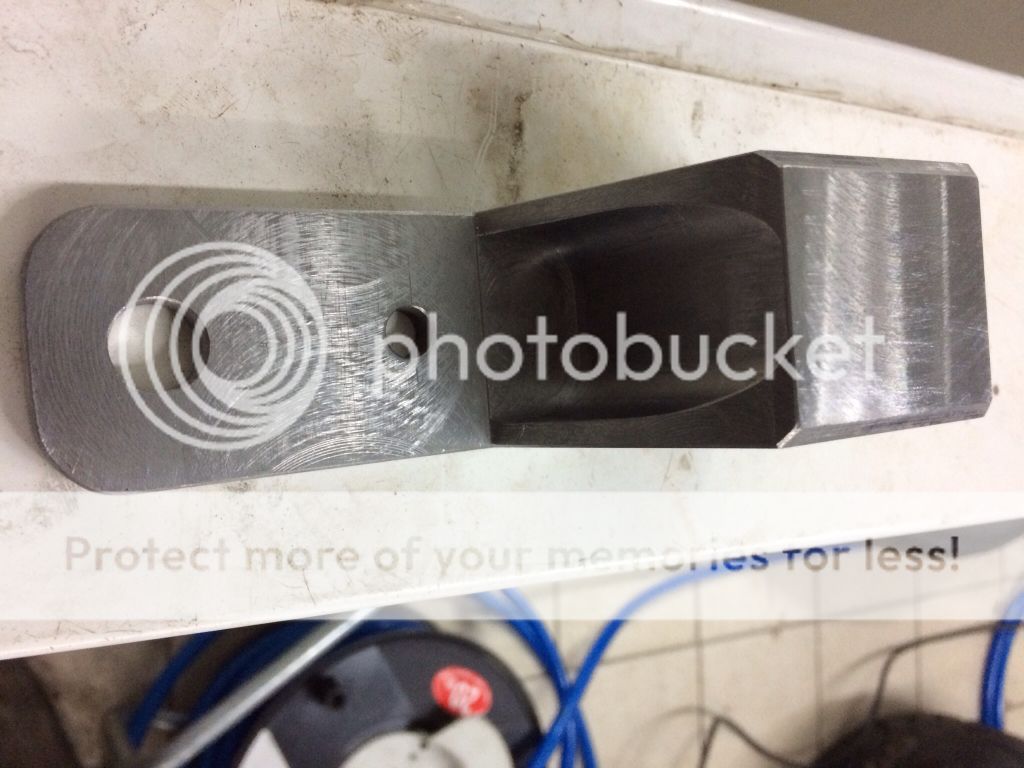 photobucket
Protect more of your memories for less!